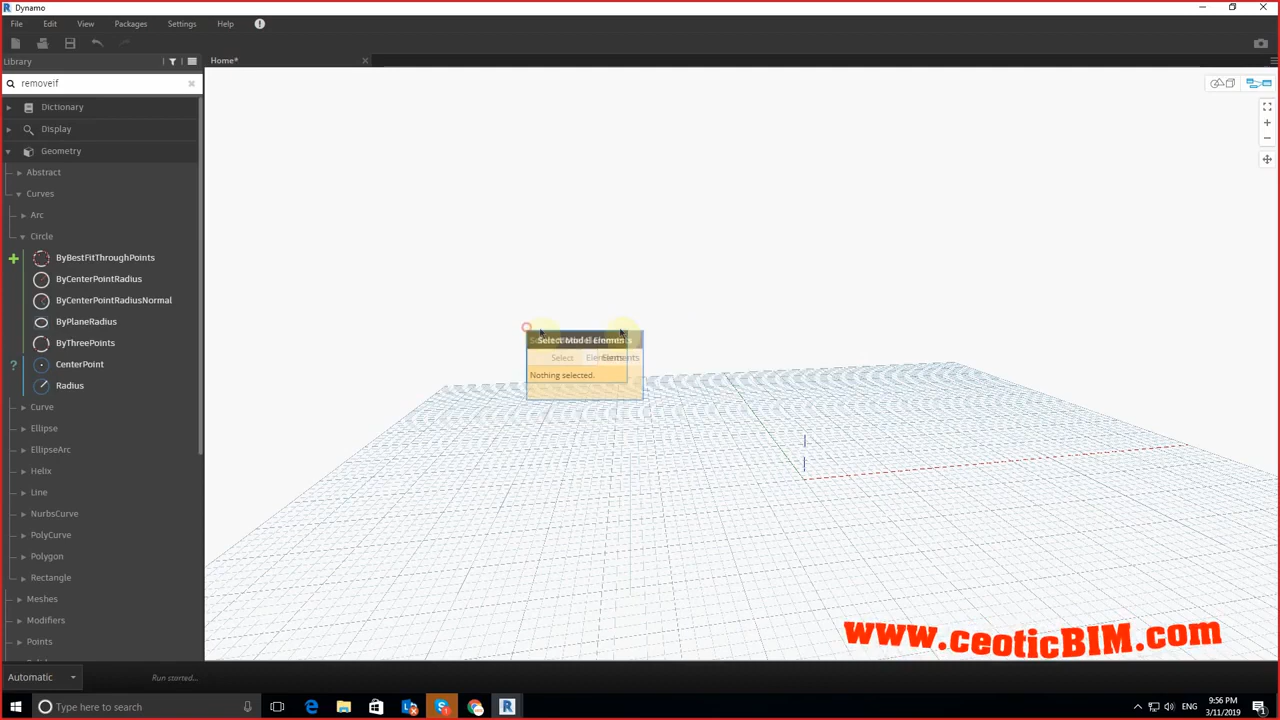 Dynamo
File Edit View Packages Settings Help
Library
Home*
removeif
Dictionary
Display
Geometry
Abstract
Curves
Arc
Circle
ByBestFitThroughPoints
ByCenterPointRadius
ByCenterPointRadiusNormal
ByPlaneRadius
ByThreePoints
CenterPoint
Radius
Curve
Ellipse
EllipseArc
Helix
Line
NurbsCurve
PolyCurve
Polygon
Rectangle
Meshes
Modifiers
Points
Select Model Elements
Select Elements
Nothing selected.
www.ceoticBIM.com
Automatic
Run started...
Type here to search
ENG
9:56 PM
3/11/2019